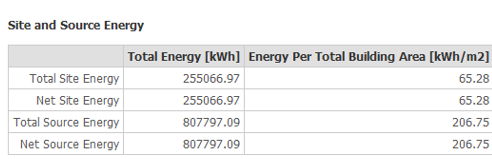 Site and Source Energy
Total Energy [kWh] Energy Per Total Building Area [kWh/m2]
Total Site Energy 255066.97 65.28
Net Site Energy 255066.97 65.28
Total Source Energy 807797.09 206.75
Net Source Energy 807797.09 206.75